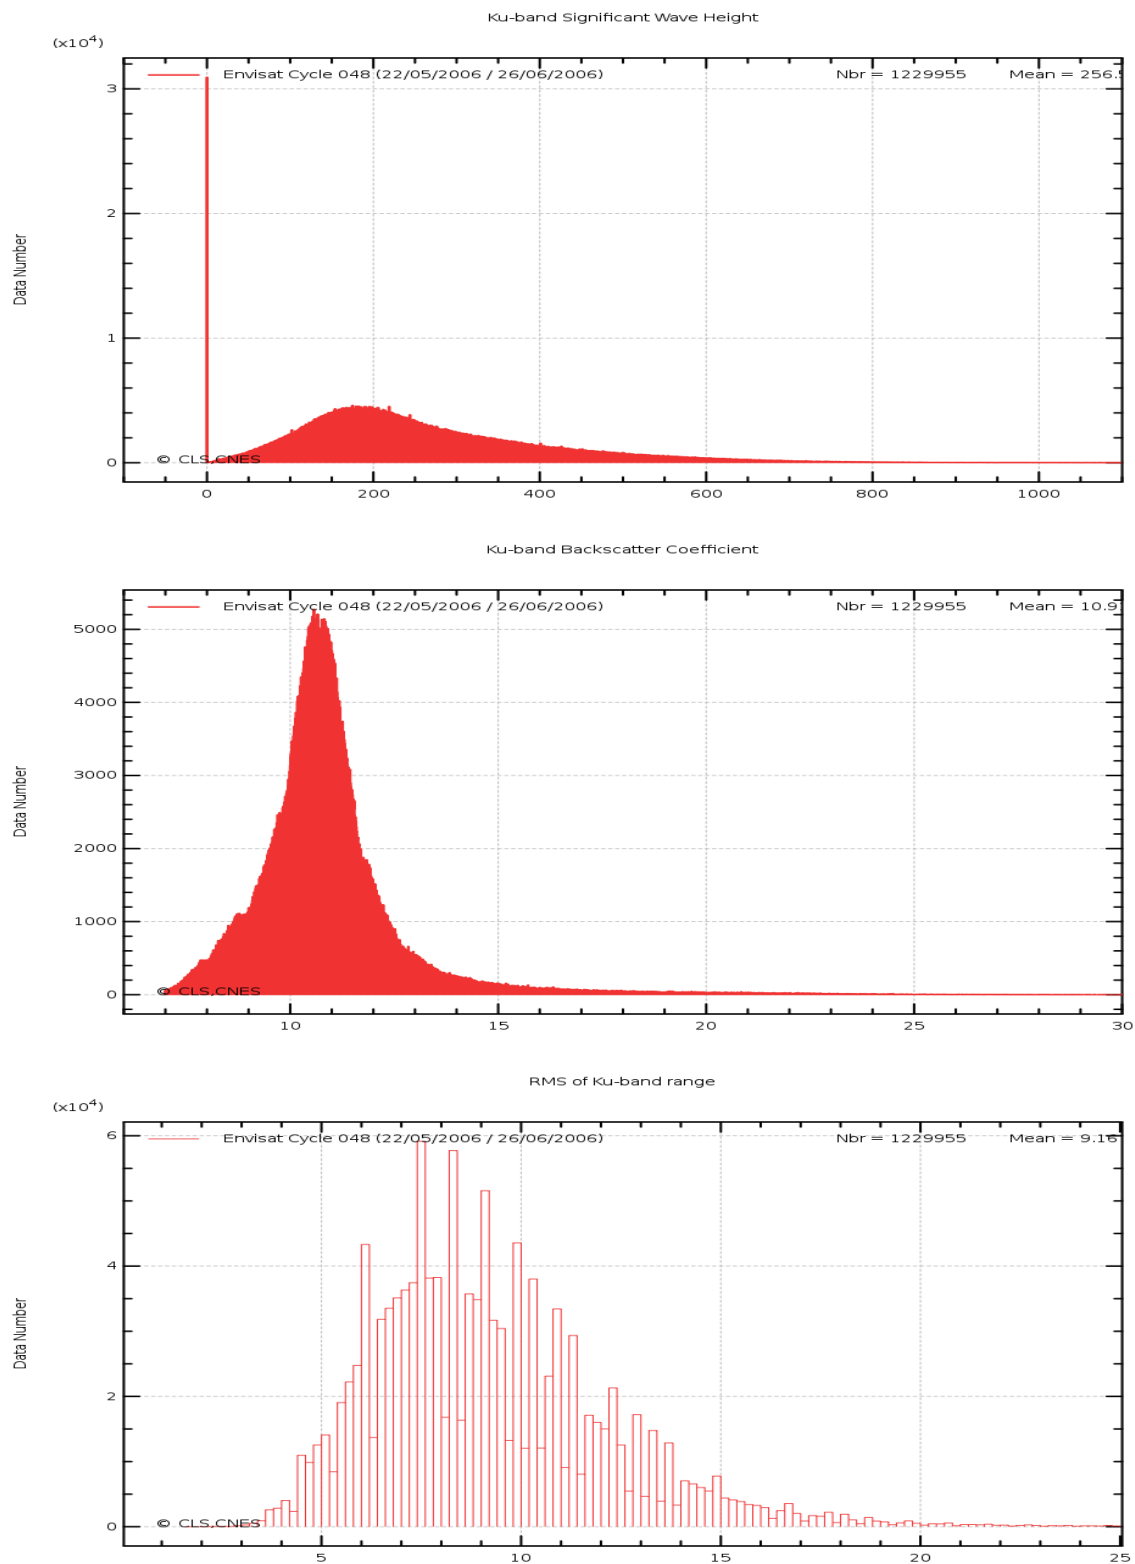 Ku-band Significant Wave Height
(x10⁴)
Envisat Cycle 048 (22/05/2006 / 26/06/2006) Nbr = 1229955 Mean = 256.
3
2
1
0
Data Number
© CLS,CNES
0 200 400 600 800 1000
Ku-band Backscatter Coefficient
Envisat Cycle 048 (22/05/2006 / 26/06/2006) Nbr = 1229955 Mean = 10.9
5000
4000
3000
2000
1000
0
Data Number
© CLS,CNES
10 15 20 25 30
RMS of Ku-band range
(x10⁴)
Envisat Cycle 048 (22/05/2006 / 26/06/2006) Nbr = 1229955 Mean = 9.16
6
4
2
0
Data Number
© CLS,CNES
5 10 15 20 25